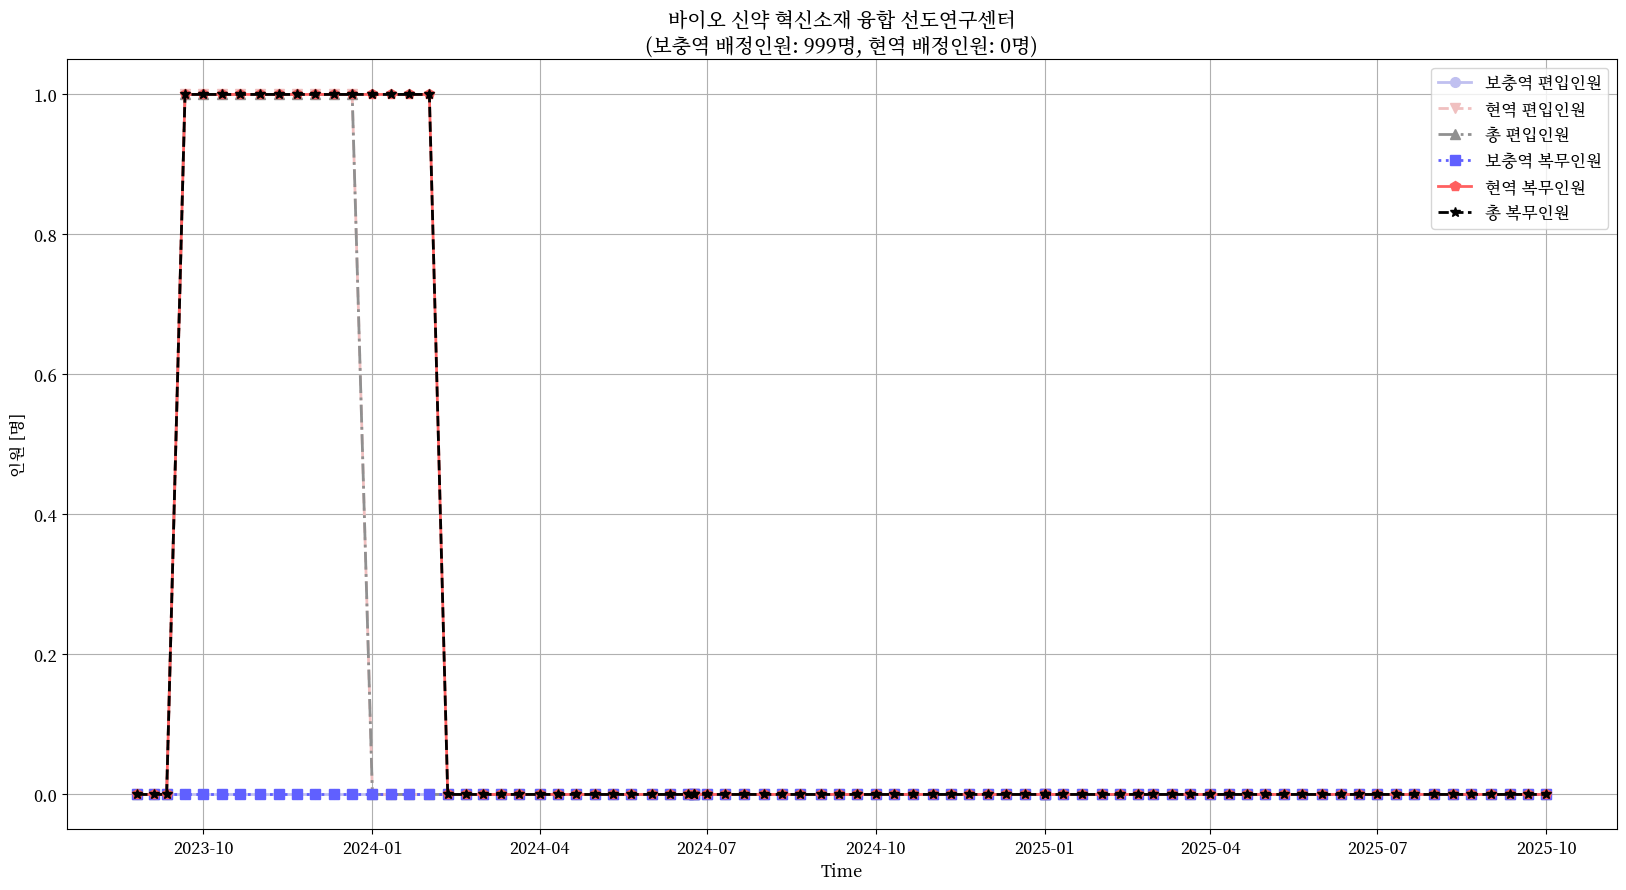 바이오 신약 혁신소재 융합 선도연구센터
(보충역 배정인원: 999명, 현역 배정인원: 0명)
보충역 편입인원
현역 편입인원
총 편입인원
보충역 복무인원
현역 복무인원
총 복무인원
인원 [명]
1.0
0.8
0.6
0.4
0.2
0.0
2023-10
2024-01
2024-04
2024-07
2024-10
2025-01
2025-04
2025-07
2025-10
Time